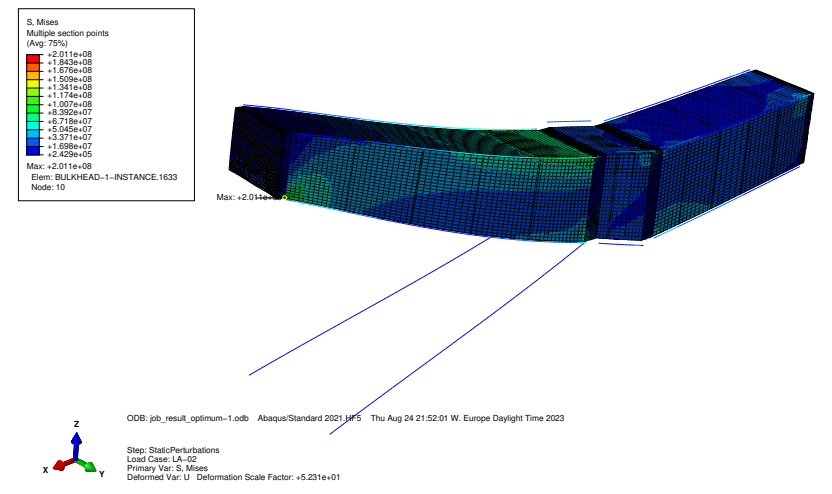 S, Mises
Multiple section points
(Avg: 75%)
+2.011e+08
+1.843e+08
+1.676e+08
+1.509e+08
+1.341e+08
+1.174e+08
+1.007e+08
+8.392e+07
+6.718e+07
+5.045e+07
+3.371e+07
+1.698e+07
+2.429e+05
Max: +2.011e+08
Elem: BULKHEAD-1-INSTANCE.1633
Node: 10
Max: +2.011e+
ODB: job_result_optimum-1.odb Abaqus/Standard 2021.HF5 Thu Aug 24 21:52:01 W. Europe Daylight Time 2023
Z
X
Y
Step: StaticPerturbations
Load Case: LA-02
Primary Var: S, Mises
Deformed Var: U Deformation Scale Factor: +5.231e+01